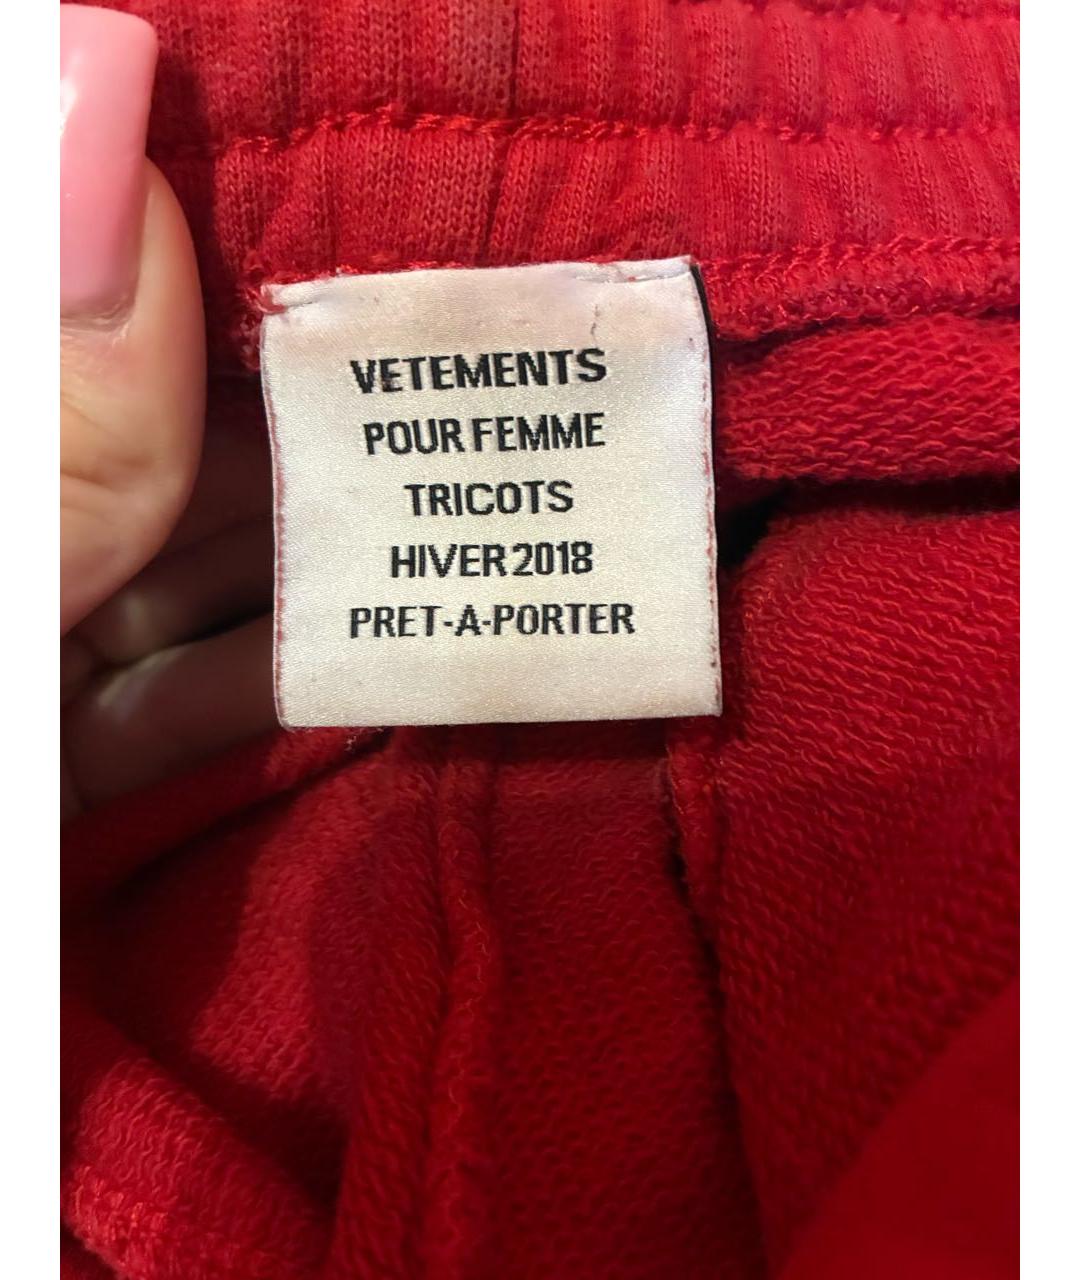 VETEMENTS
POUR FEMME
TRICOTS
HIVER 2018
PRET-A-PORTER